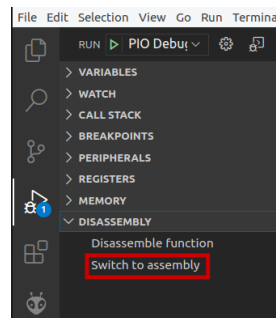 File Edit Selection View Go Run Termina
RUN PIO Debug
VARIABLES
WATCH
CALL STACK
BREAKPOINTS
PERIPHERALS
REGISTERS
MEMORY
1
DISASSEMBLY
Disassemble function
Switch to assembly